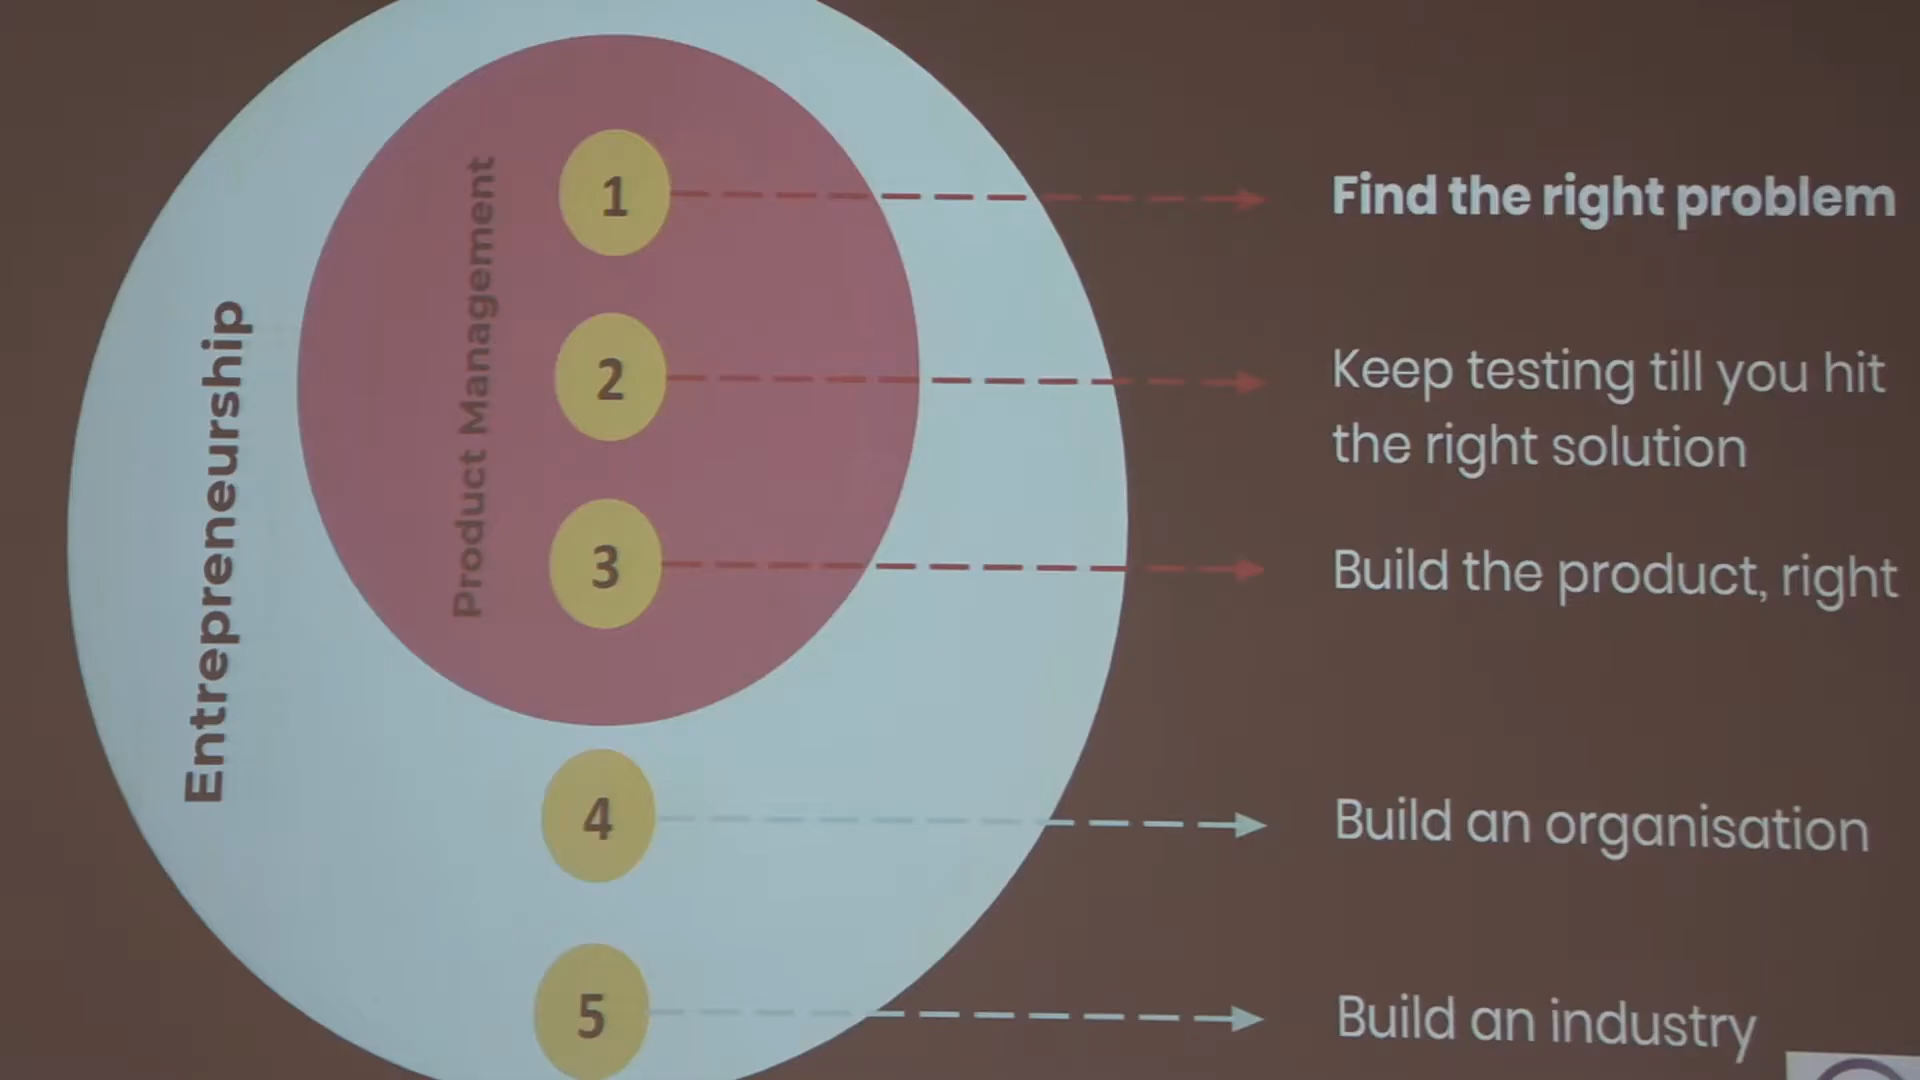 Entrepreneurship
Product Management
1
Find the right problem
2
Keep testing till you hit
the right solution
3
Build the product, right
4
Build an organisation
5
Build an industry